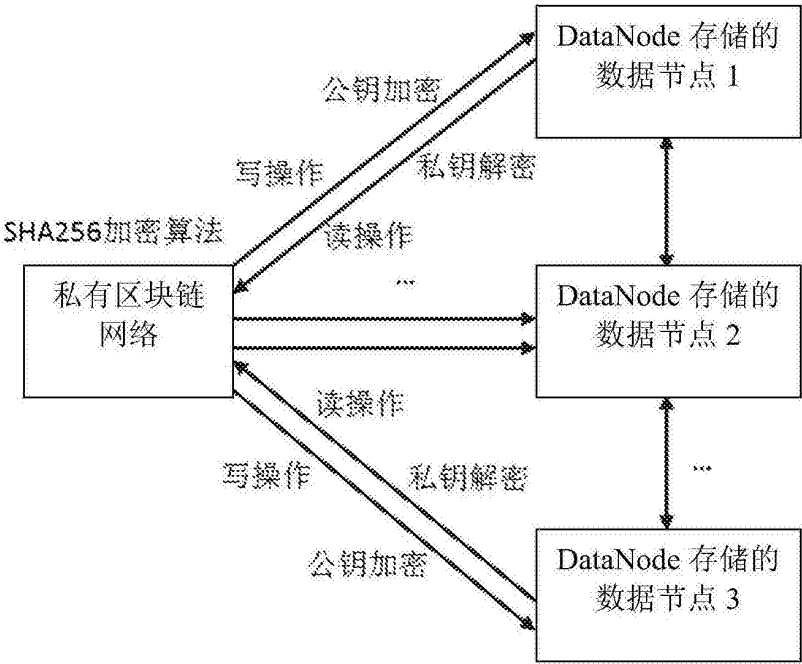 DataNode 存储的
数据节点 1
公钥加密
写操作
私钥解密
SHA256加密算法
读操作
私有区块链
网络
...
DataNode 存储的
数据节点 2
读操作
写操作
私钥解密
...
公钥加密
DataNode 存储的
数据节点 3